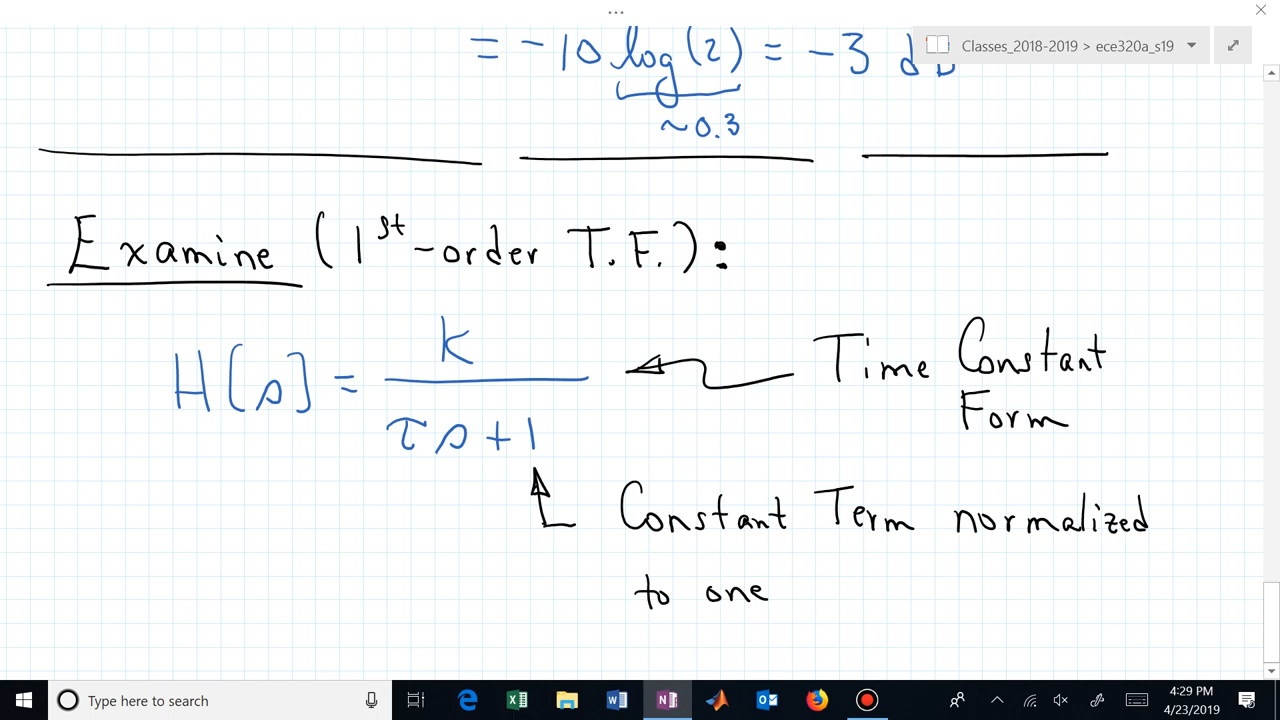 = -10 log(2) = -3 dB
~0.3
Classes_2018-2019 > ece320a_s19
Examine (1st-order T.F.):
H[s] = K / τs+1
Time Constant
Form
Constant Term normalized
to one
Type here to search
4:29 PM
4/23/2019